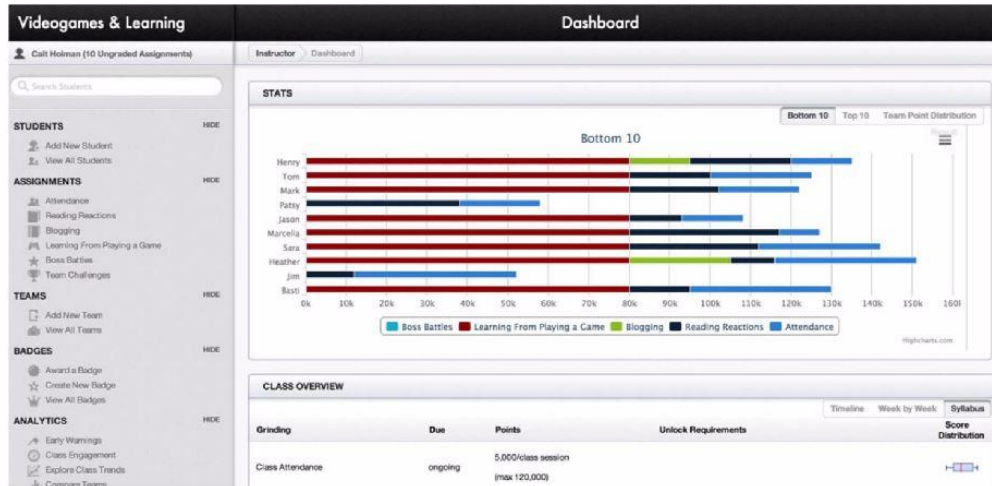 Videogames & Learning
Dashboard
Cait Holman (10 Ungraded Assignments)
Instructor Dashboard
Search Students
STATS
Bottom 10 Top 10 Team Point Distribution
STUDENTS HIDE
Add New Student
View All Students
ASSIGNMENTS HIDE
Attendance
Reading Reactions
Blogging
Learning From Playing a Game
Boss Battles
Team Challenges
TEAMS HIDE
Add New Team
View All Teams
BADGES HIDE
Award a Badge
Create New Badge
View All Badges
ANALYTICS HIDE
Early Warnings
Class Engagement
Explore Class Trends
Compare Teams
Bottom 10
Henry
Tom
Mark
Patsy
Jason
Marcella
Sara
Heather
Jim
Basti
0k 10k 20k 30k 40k 50k 60k 70k 80k 90k 100k 110k 120k 130k 140k 150k 160
Boss Battles Learning From Playing a Game Blogging Reading Reactions Attendance
Highcharts.com
CLASS OVERVIEW
Timeline Week by Week Syllabus
Grinding Due Points Unlock Requirements Score Distribution
Class Attendance ongoing 5,000/class session
(max 120,000)